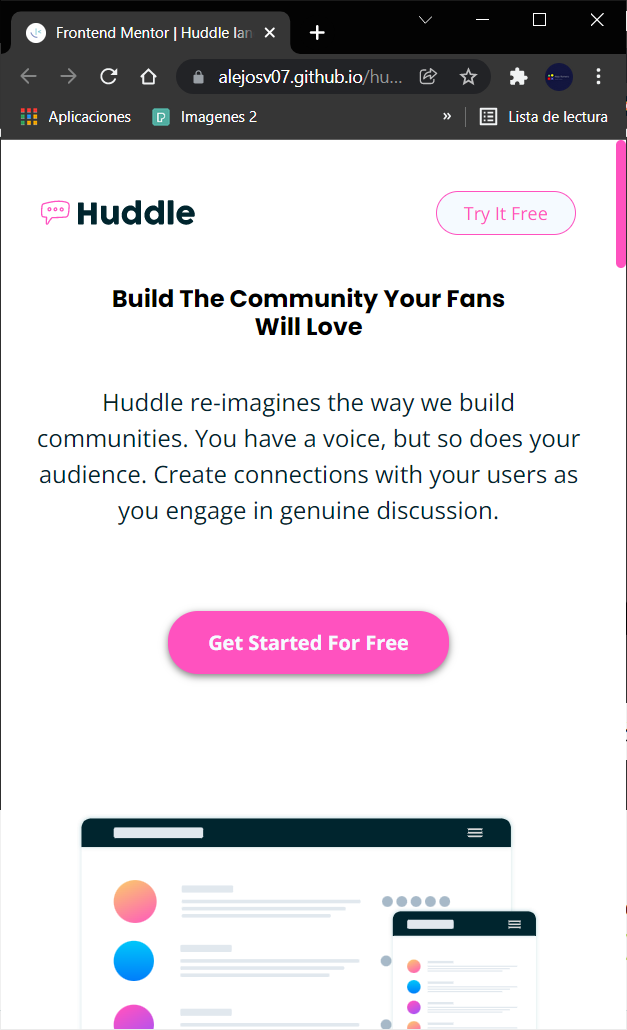 Frontend Mentor | Huddle lan
alejosv07.github.io/hu...
Aplicaciones
Imagenes 2
»
Lista de lectura
Huddle
Try It Free
Build The Community Your Fans
Will Love
Huddle re-imagines the way we build
communities. You have a voice, but so does your
audience. Create connections with your users as
you engage in genuine discussion.
Get Started For Free